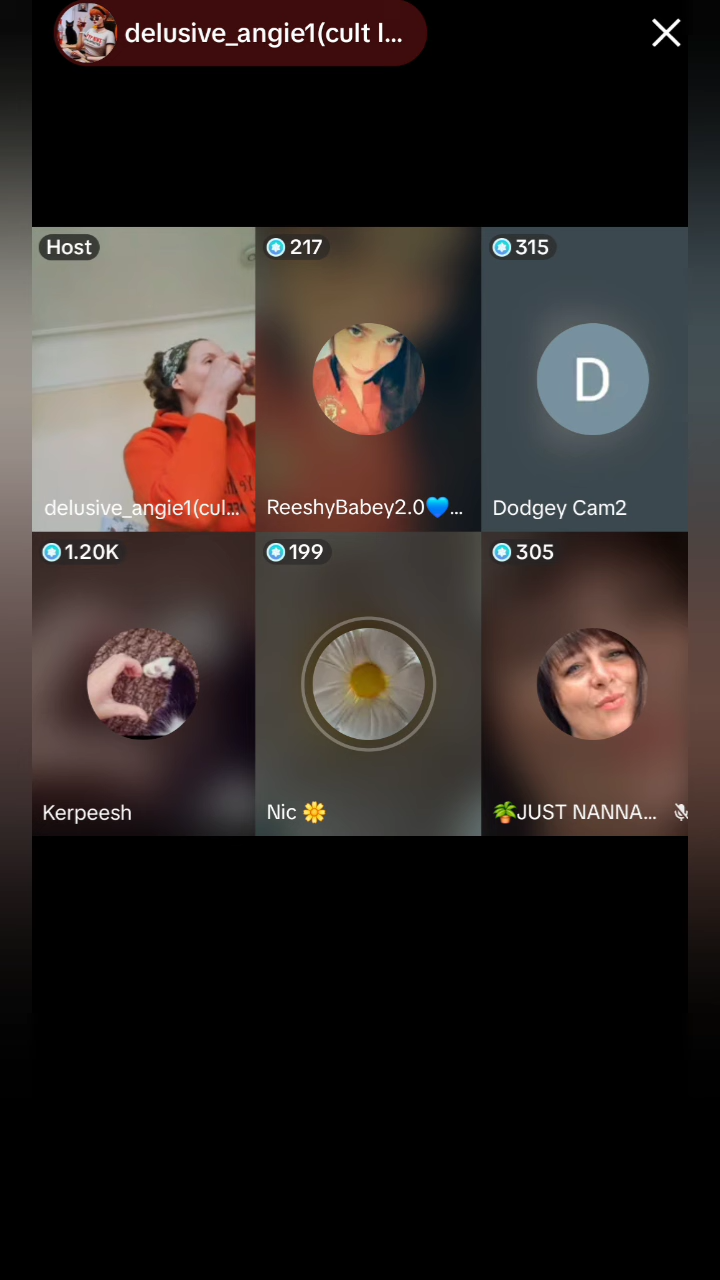 delusive_angie1(cult l...
Host
217
315
delusive_angie1(cul...
ReeshyBabey2.0💙...
D
Dodgey Cam2
1.20K
199
305
Kerpeesh
Nic 🌼
🪴JUST NANNA...